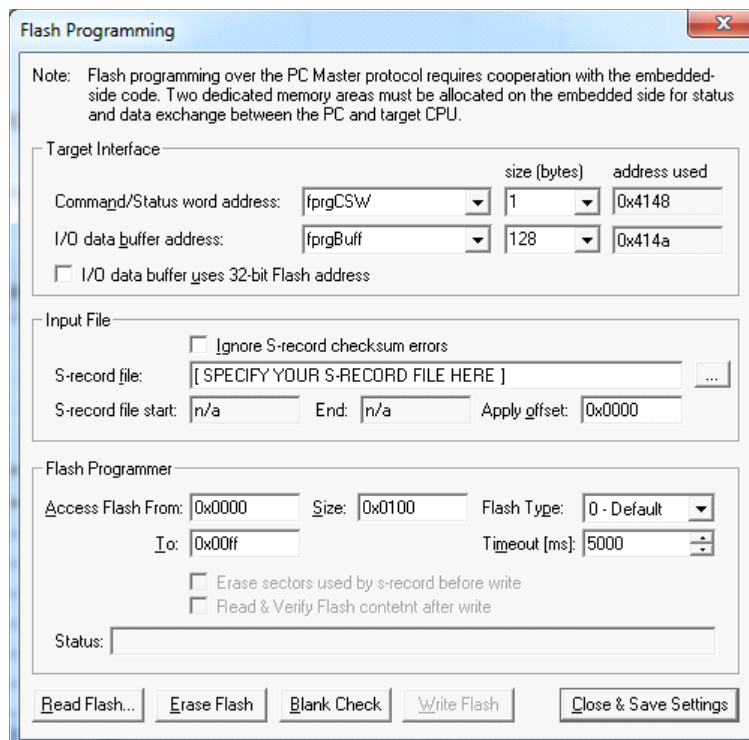 Flash Programming
Note: Flash programming over the PC Master protocol requires cooperation with the embedded-
side code. Two dedicated memory areas must be allocated on the embedded side for status
and data exchange between the PC and target CPU.
Target Interface
size (bytes) address used
Command/Status word address: fprgCSW 1 0x4148
I/O data buffer address: fprgBuff 128 0x414a
I/O data buffer uses 32-bit Flash address
Input File
Ignore S-record checksum errors
S-record file: [ SPECIFY YOUR S-RECORD FILE HERE ] ...
S-record file start: n/a End: n/a Apply offset: 0x0000
Flash Programmer
Access Flash From: 0x0000 Size: 0x0100 Flash Type: 0 - Default
To: 0x00ff Timeout [ms]: 5000
Erase sectors used by s-record before write
Read & Verify Flash contetnt after write
Status:
Read Flash... Erase Flash Blank Check Write Flash Close & Save Settings